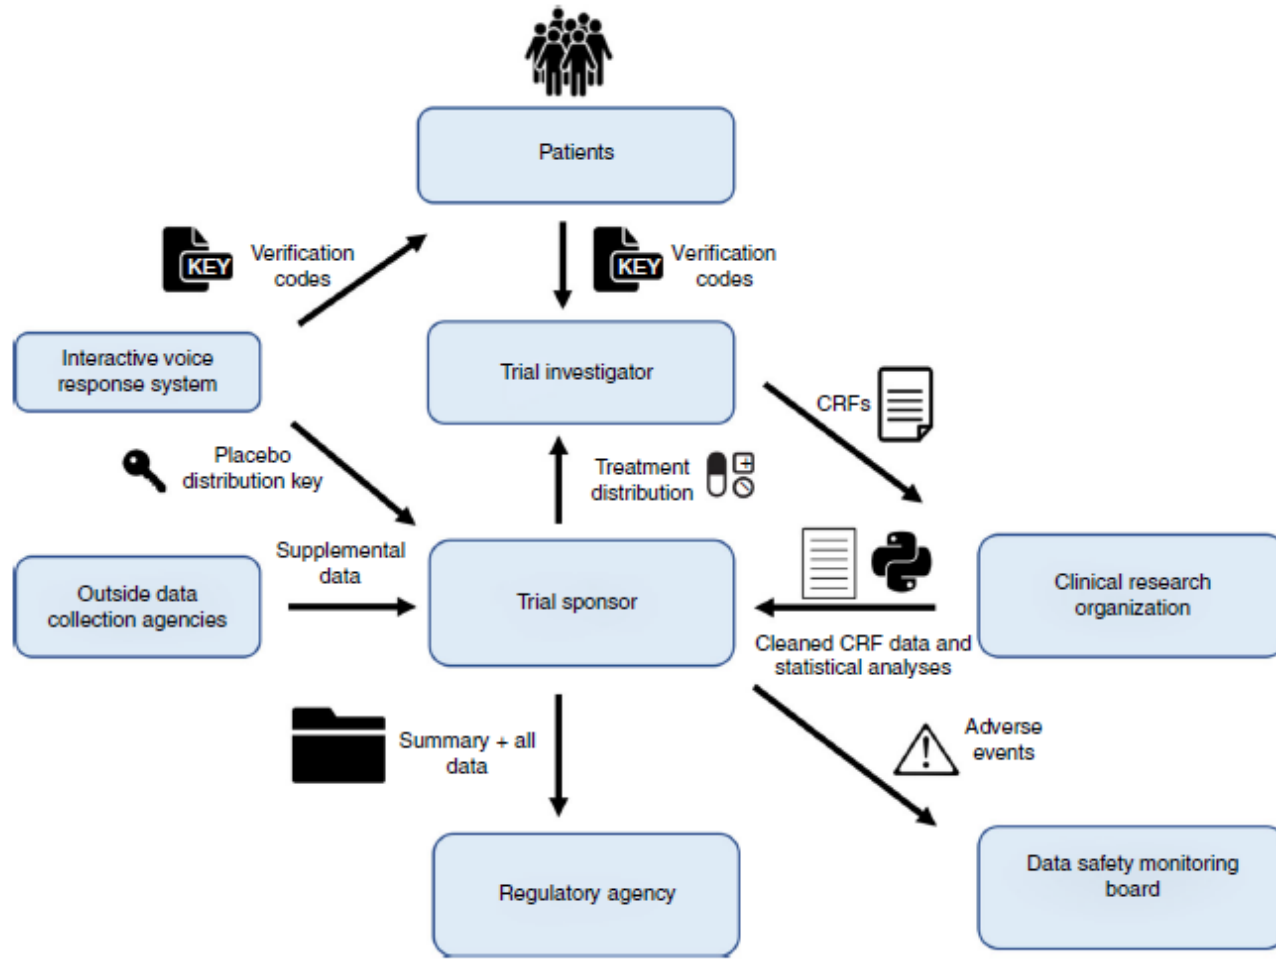 Patients
KEY
Verification
codes
KEY
Verification
codes
Interactive voice
response system
Trial investigator
CRFs
Placebo
distribution key
Treatment
distribution
Supplemental
data
Outside data
collection agencies
Trial sponsor
Clinical research
organization
Cleaned CRF data and
statistical analyses
Summary + all
data
Adverse
events
Regulatory agency
Data safety monitoring
board